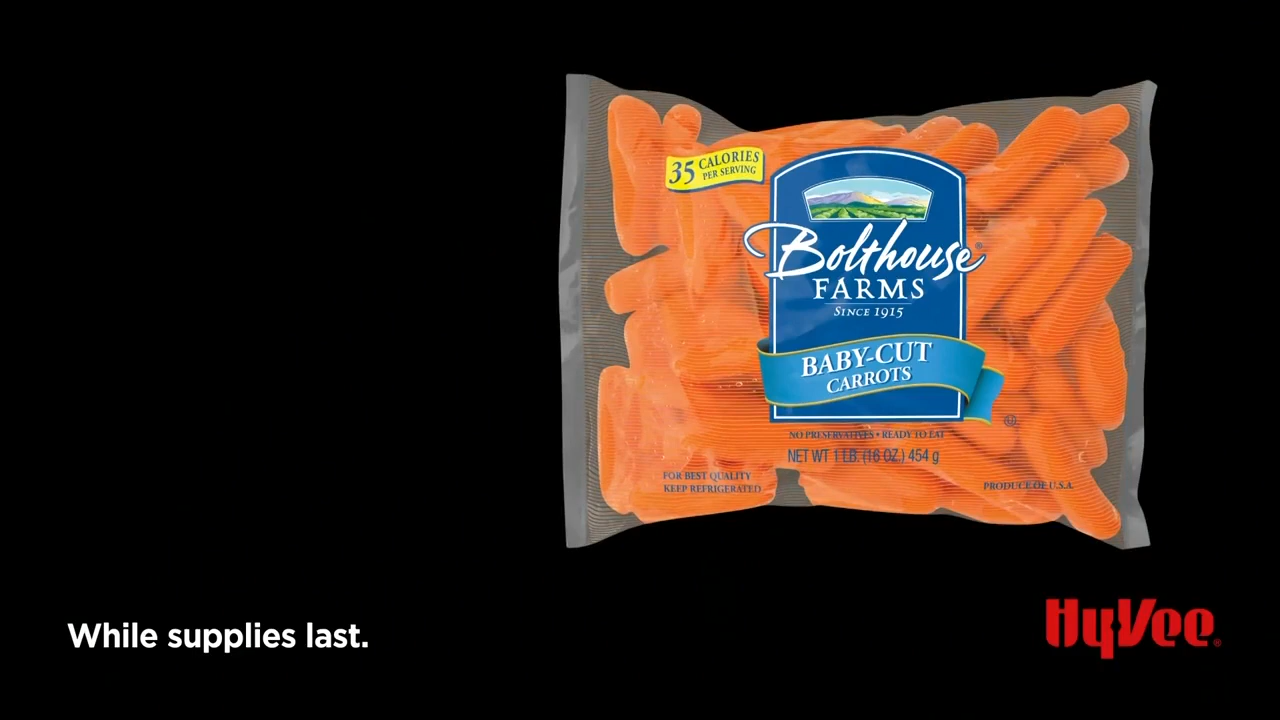 35 CALORIES
PER SERVING
Bolthouse®
FARMS
SINCE 1915
BABY-CUT
CARROTS
NO PRESERVATIVES • READY TO EAT
NET WT 1 LB. (16 OZ.) 454 g
FOR BEST QUALITY
KEEP REFRIGERATED
PRODUCE OF U.S.A.
While supplies last.
HyVee®